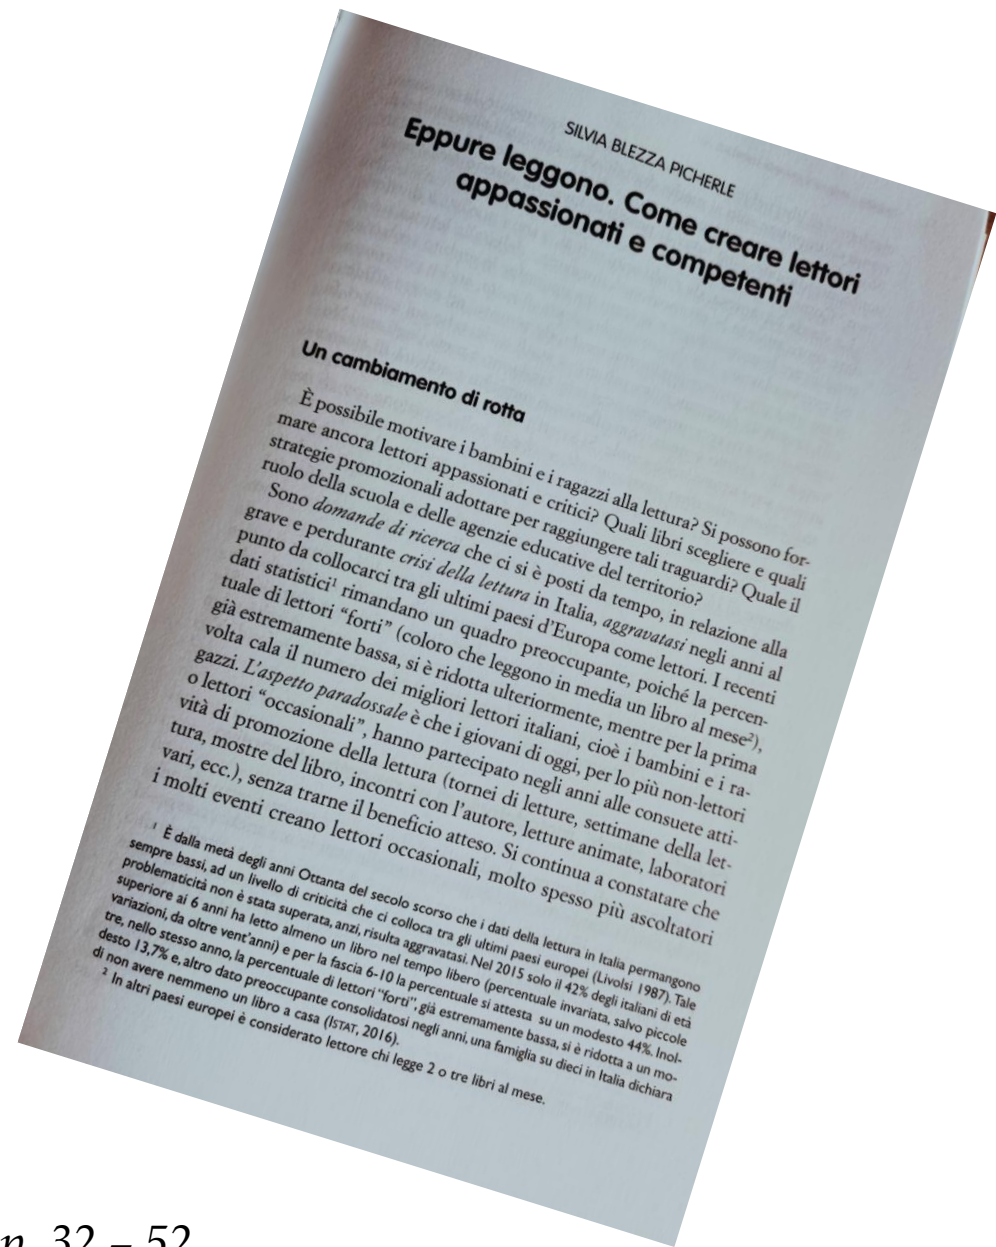 SILVIA BLEZZA PICHERLE
Eppure leggono. Come creare lettori
appassionati e competenti
Un cambiamento di rotta
È possibile motivare i bambini e i ragazzi alla lettura? Si possono for-
mare ancora lettori appassionati e critici? Quali libri scegliere e quali
strategie promozionali adottare per raggiungere tali traguardi? Quale il
ruolo della scuola e delle agenzie educative del territorio?
Sono domande di ricerca che ci si è posti da tempo, in relazione alla
grave e perdurante crisi della lettura in Italia, aggravatasi negli anni al
punto da collocarci tra gli ultimi paesi d'Europa come lettori. I recenti
dati statistici¹ rimandano un quadro preoccupante, poiché la percen-
tuale di lettori “forti” (coloro che leggono in media un libro al mese²),
già estremamente bassa, si è ridotta ulteriormente, mentre per la prima
volta cala il numero dei migliori lettori italiani, cioè i bambini e i ra-
gazzi. L'aspetto paradossale è che i giovani di oggi, per lo più non-lettori
o lettori “occasionali”, hanno partecipato negli anni alle consuete atti-
vità di promozione della lettura (tornei di letture, settimane della let-
tura, mostre del libro, incontri con l'autore, letture animate, laboratori
vari, ecc.), senza trarne il beneficio atteso. Si continua a constatare che
i molti eventi creano lettori occasionali, molto spesso più ascoltatori
¹ È dalla metà degli anni Ottanta del secolo scorso che i dati della lettura in Italia permangono
sempre bassi, ad un livello di criticità che ci colloca tra gli ultimi paesi europei (Livolsi 1987). Tale
problematicità non è stata superata, anzi, risulta aggravatasi. Nel 2015 solo il 42% degli italiani di età
superiore ai 6 anni ha letto almeno un libro nel tempo libero (percentuale invariata, salvo piccole
variazioni, da oltre vent'anni) e per la fascia 6-10 la percentuale si attesta su un modesto 44%. Inol-
tre, nello stesso anno, la percentuale di lettori “forti”, già estremamente bassa, si è ridotta a un mo-
desto 13,7% e, altro dato preoccupante consolidatosi negli anni, una famiglia su dieci in Italia dichiara
di non avere nemmeno un libro a casa (ISTAT, 2016).
² In altri paesi europei è considerato lettore chi legge 2 o tre libri al mese.
n. 32 – 52